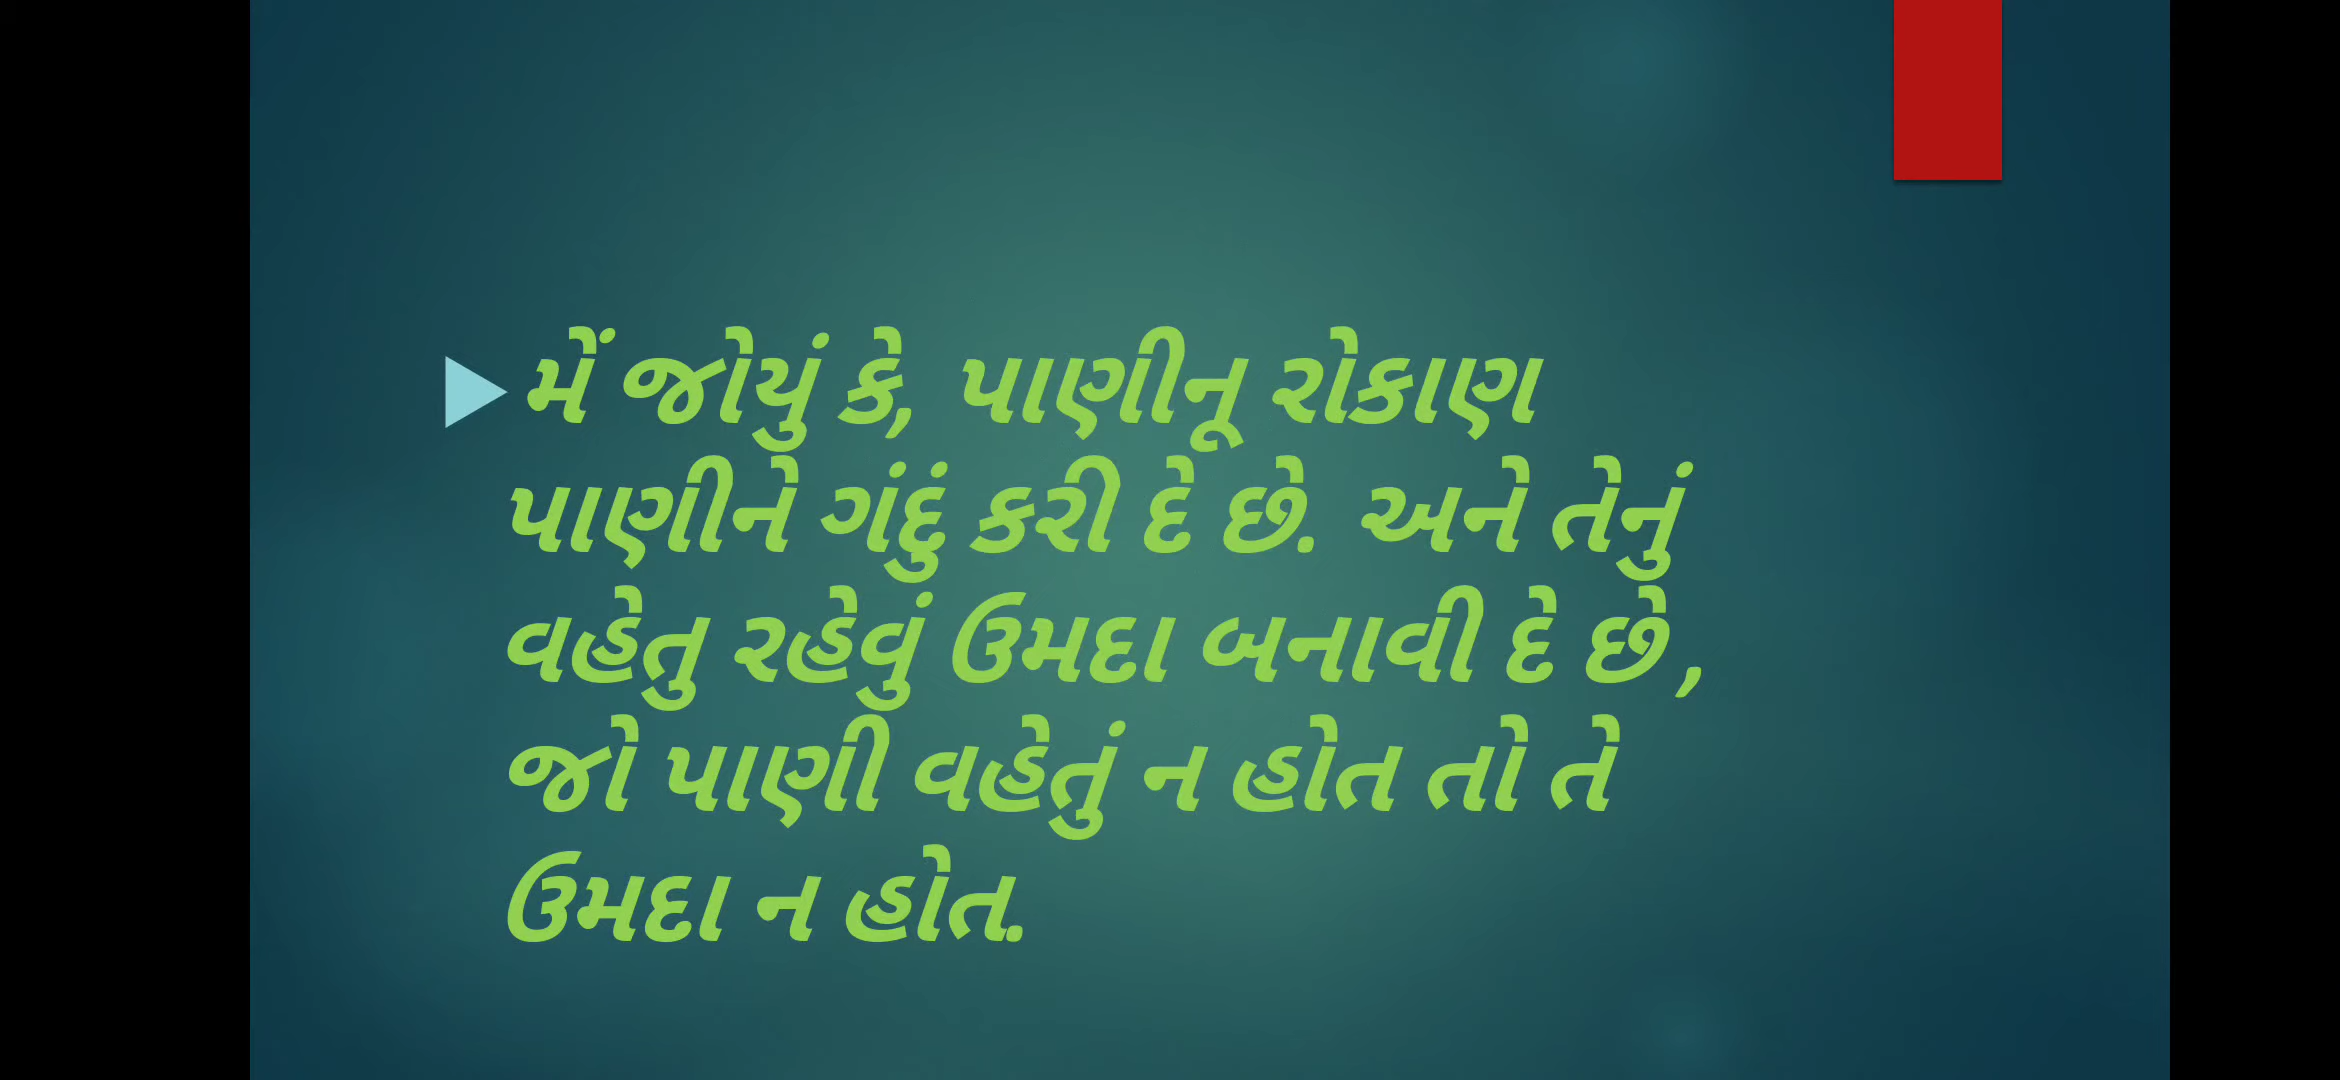 મેં જોયું કે, પાણીનૂ રોકાણ
પાણીને ગંદું કરી દે છે. અને તેનું
વહેતુ રહેવું ઉમદા બનાવી દે છે ,
જો પાણી વહેતું ન હોત તો તે
ઉમદા ન હોત.